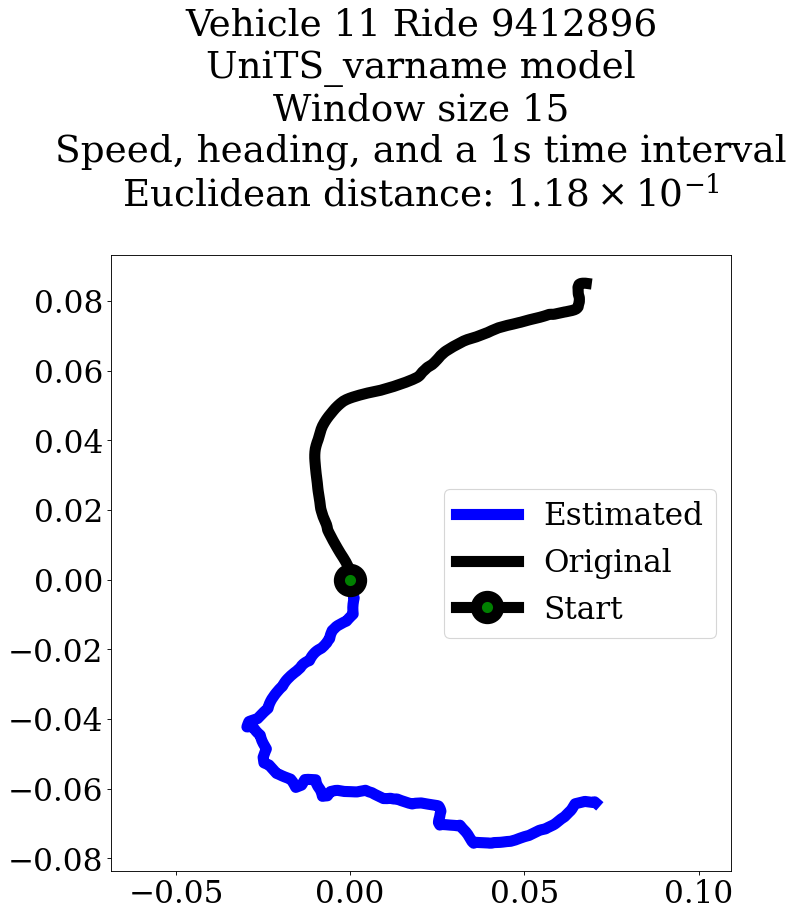 Vehicle 11 Ride 9412896
UniTS_varname model
Window size 15
Speed, heading, and a 1s time interval
Euclidean distance: 1.18 × 10⁻¹
0.08
0.06
0.04
0.02
0.00
−0.02
−0.04
−0.06
−0.08
Estimated
Original
Start
−0.05
0.00
0.05
0.10